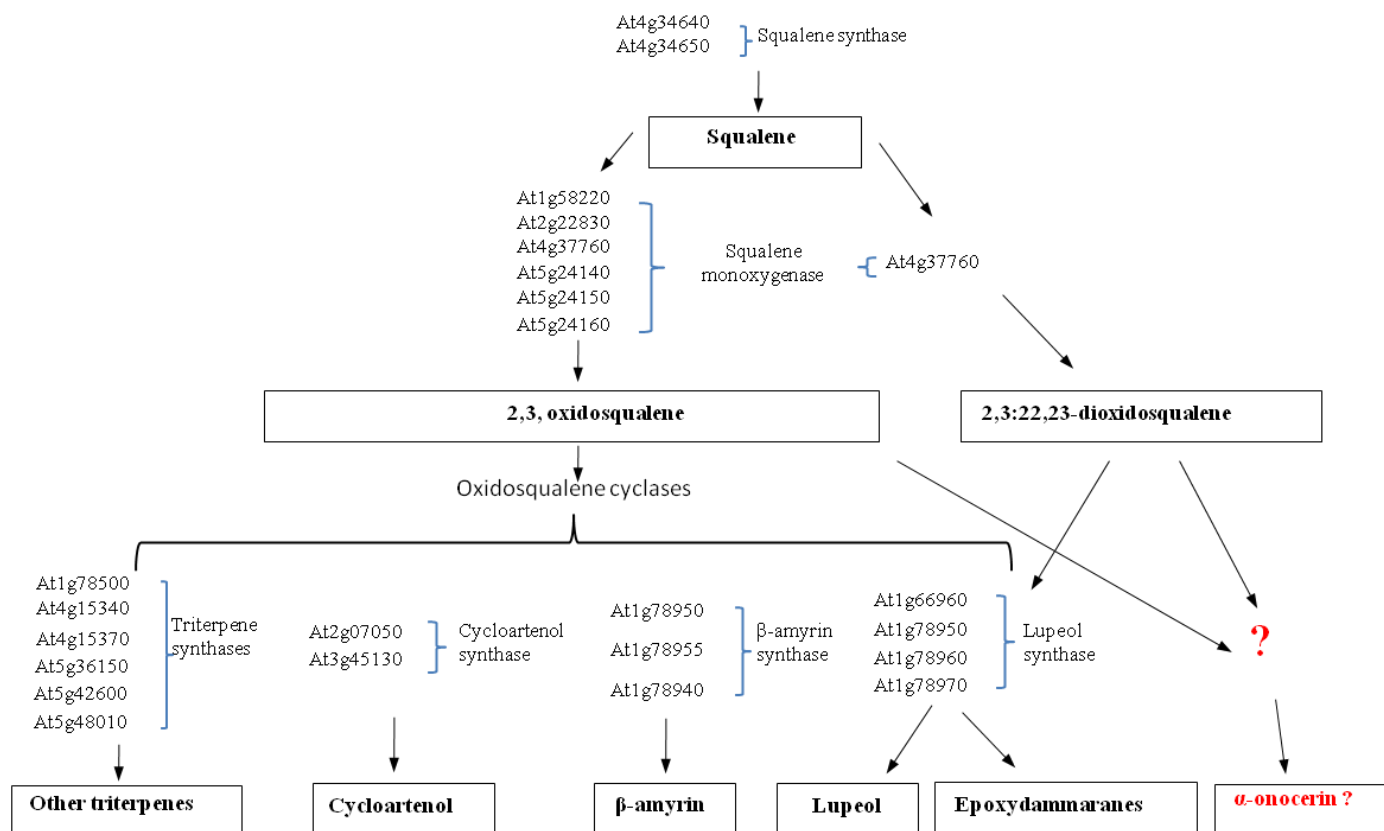 At4g34640
At4g34650
Squalene synthase
Squalene
At1g58220
At2g22830
At4g37760
At5g24140
At5g24150
At5g24160
Squalene
monoxygenase
At4g37760
2,3, oxidosqualene
2,3:22,23-dioxidosqualene
Oxidosqualene cyclases
At1g78500
At4g15340
At4g15370
At5g36150
At5g42600
At5g48010
Triterpene
synthases
At2g07050
At3g45130
Cycloartenol
synthase
At1g78950
At1g78955
At1g78940
β-amyrin
synthase
At1g66960
At1g78950
At1g78960
At1g78970
Lupeol
synthase
?
Other triterpenes
Cycloartenol
β-amyrin
Lupeol
Epoxydammaranes
α-onocerin ?